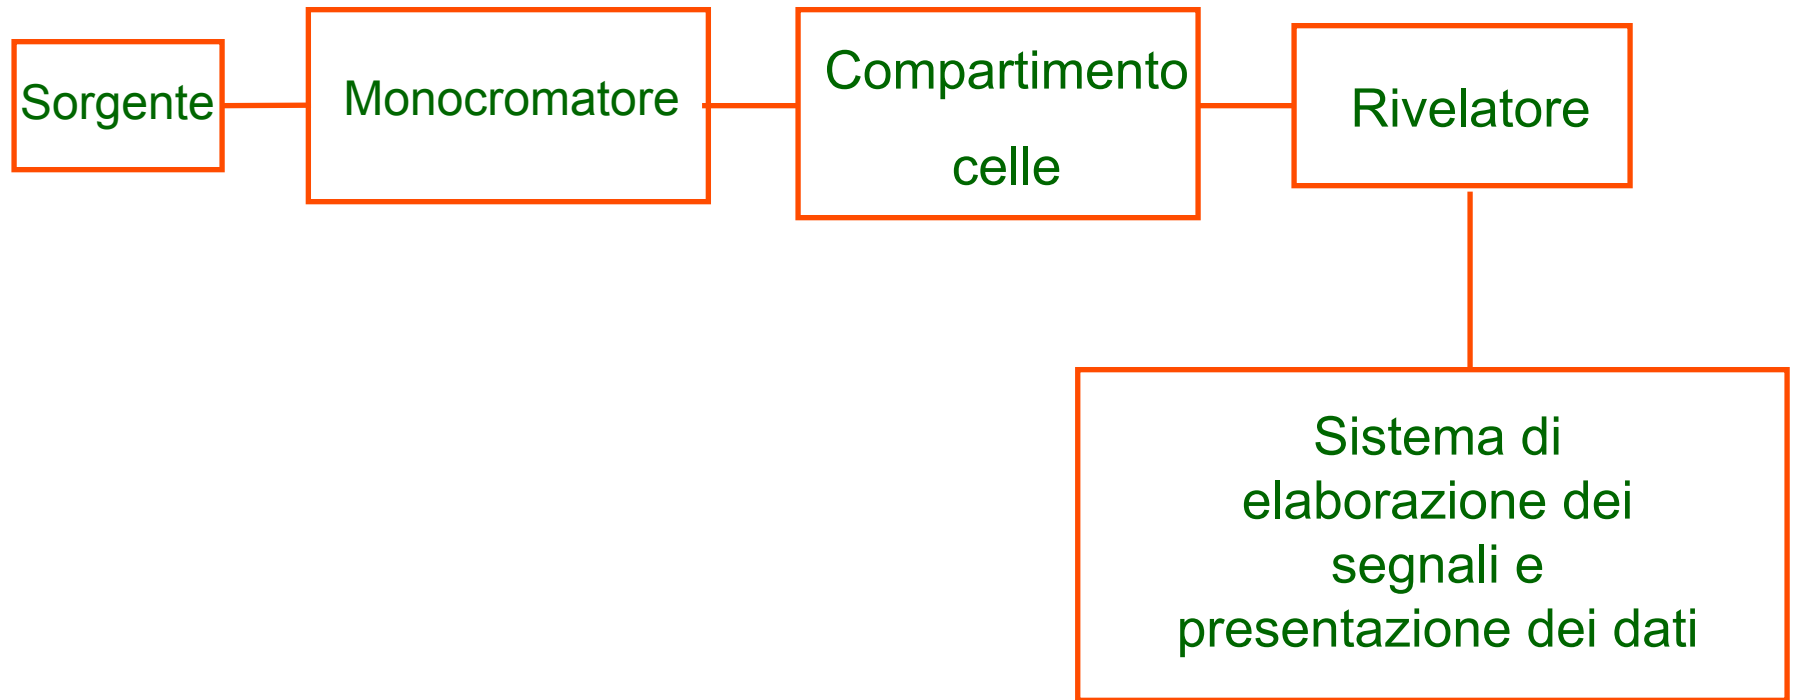 Sorgente
Monocromatore
Compartimento
celle
Rivelatore
Sistema di
elaborazione dei
segnali e
presentazione dei dati